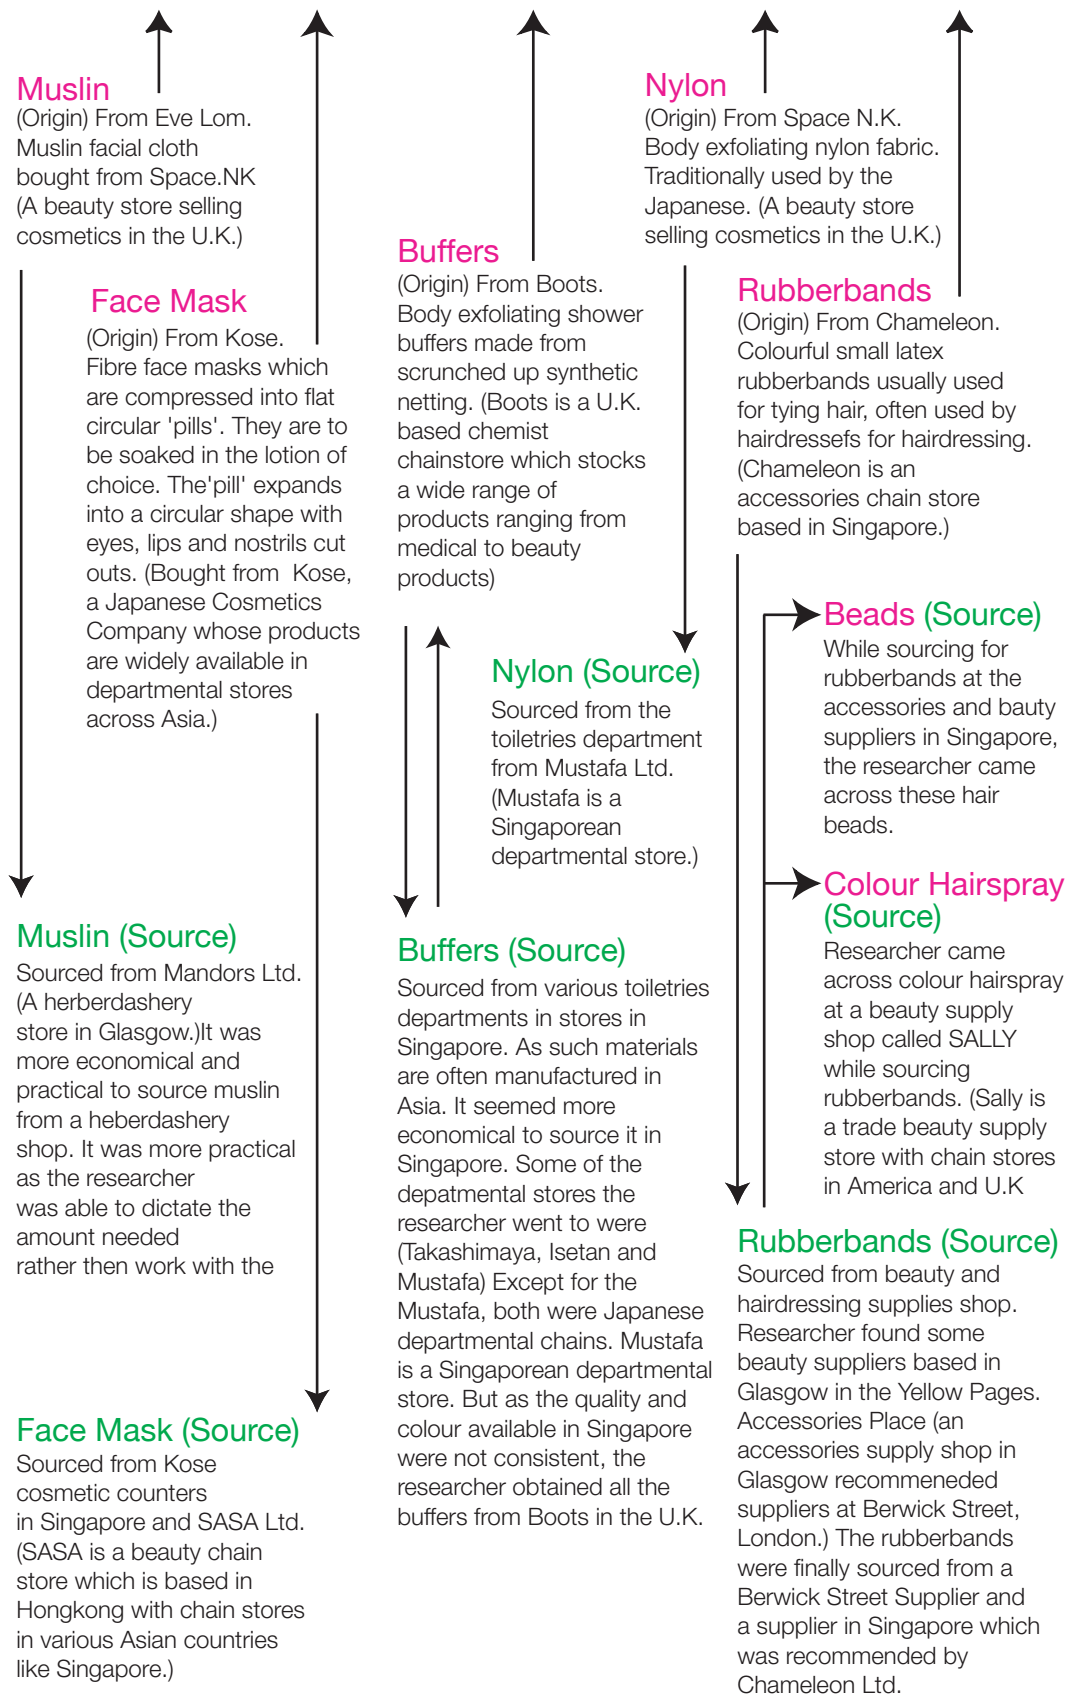 Muslin
(Origin) From Eve Lom.
Muslin facial cloth
bought from Space.NK
(A beauty store selling
cosmetics in the U.K.)
Face Mask
(Origin) From Kose.
Fibre face masks which
are compressed into flat
circular 'pills'. They are to
be soaked in the lotion of
choice. The'pill' expands
into a circular shape with
eyes, lips and nostrils cut
outs. (Bought from Kose,
a Japanese Cosmetics
Company whose products
are widely available in
departmental stores
across Asia.)
Buffers
(Origin) From Boots.
Body exfoliating shower
buffers made from
scrunched up synthetic
netting. (Boots is a U.K.
based chemist
chainstore which stocks
a wide range of
products ranging from
medical to beauty
products)
Nylon
(Origin) From Space N.K.
Body exfoliating nylon fabric.
Traditionally used by the
Japanese. (A beauty store
selling cosmetics in the U.K.)
Rubberbands
(Origin) From Chameleon.
Colourful small latex
rubberbands usually used
for tying hair, often used by
hairdressefs for hairdressing.
(Chameleon is an
accessories chain store
based in Singapore.)
Beads (Source)
While sourcing for
rubberbands at the
accessories and bauty
suppliers in Singapore,
the researcher came
across these hair
beads.
Nylon (Source)
Sourced from the
toiletries department
from Mustafa Ltd.
(Mustafa is a
Singaporean
departmental store.)
Colour Hairspray
(Source)
Researcher came
across colour hairspray
at a beauty supply
shop called SALLY
while sourcing
rubberbands. (Sally is
a trade beauty supply
store with chain stores
in America and U.K
Muslin (Source)
Sourced from Mandors Ltd.
(A herberdashery
store in Glasgow.)It was
more economical and
practical to source muslin
from a heberdashery
shop. It was more practical
as the researcher
was able to dictate the
amount needed
rather then work with the
Buffers (Source)
Sourced from various toiletries
departments in stores in
Singapore. As such materials
are often manufactured in
Asia. It seemed more
economical to source it in
Singapore. Some of the
depatmental stores the
researcher went to were
(Takashimaya, Isetan and
Mustafa) Except for the
Mustafa, both were Japanese
departmental chains. Mustafa
is a Singaporean departmental
store. But as the quality and
colour available in Singapore
were not consistent, the
researcher obtained all the
buffers from Boots in the U.K.
Rubberbands (Source)
Sourced from beauty and
hairdressing supplies shop.
Researcher found some
beauty suppliers based in
Glasgow in the Yellow Pages.
Accessories Place (an
accessories supply shop in
Glasgow recommeneded
suppliers at Berwick Street,
London.) The rubberbands
were finally sourced from a
Berwick Street Supplier and
a supplier in Singapore which
was recommended by
Chameleon Ltd.
Face Mask (Source)
Sourced from Kose
cosmetic counters
in Singapore and SASA Ltd.
(SASA is a beauty chain
store which is based in
Hongkong with chain stores
in various Asian countries
like Singapore.)